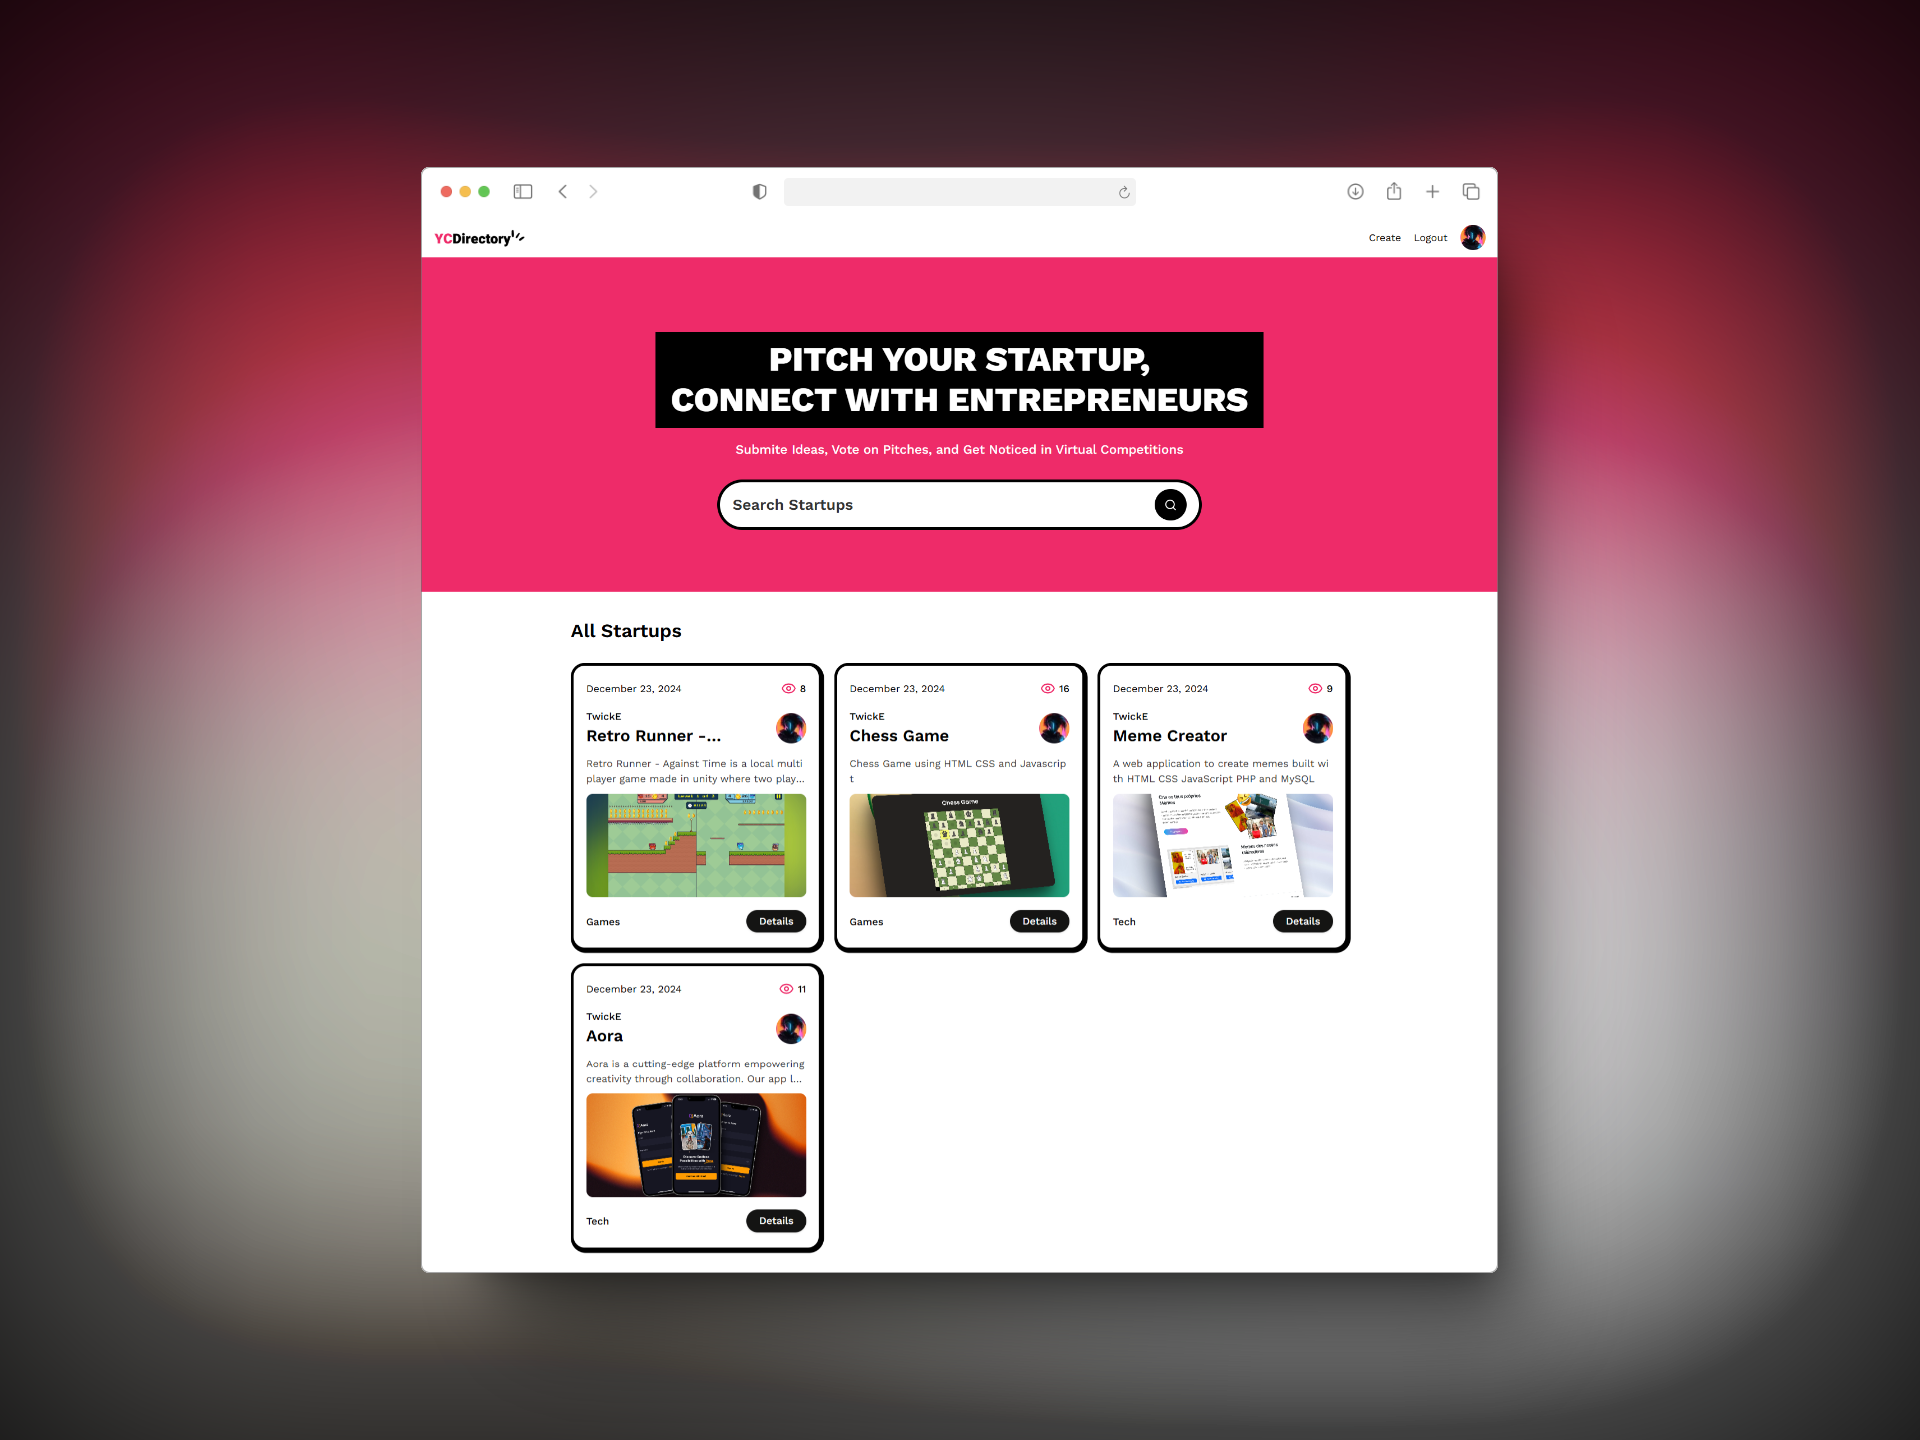 YCDirectory
Create Logout
PITCH YOUR STARTUP,
CONNECT WITH ENTREPRENEURS
Submite Ideas, Vote on Pitches, and Get Noticed in Virtual Competitions
Search Startups
All Startups
December 23, 2024 8
TwickE
Retro Runner -...
Retro Runner - Against Time is a local multi
player game made in unity where two play...
Games Details
December 23, 2024 16
TwickE
Chess Game
Chess Game using HTML CSS and Javascrip
t
Chess Game
Games Details
December 23, 2024 9
TwickE
Meme Creator
A web application to create memes built wi
th HTML CSS JavaScript PHP and MySQL
Tech Details
December 23, 2024 11
TwickE
Aora
Aora is a cutting-edge platform empowering
creativity through collaboration. Our app l...
Aora
Tech Details